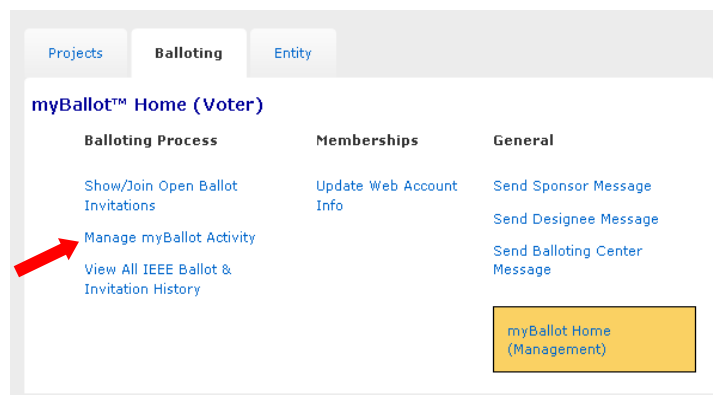 Projects Balloting Entity
myBallot™ Home (Voter)
Balloting Process
Show/Join Open Ballot
Invitations
Manage myBallot Activity
View All IEEE Ballot &
Invitation History
Memberships
Update Web Account
Info
General
Send Sponsor Message
Send Designee Message
Send Balloting Center
Message
myBallot Home
(Management)